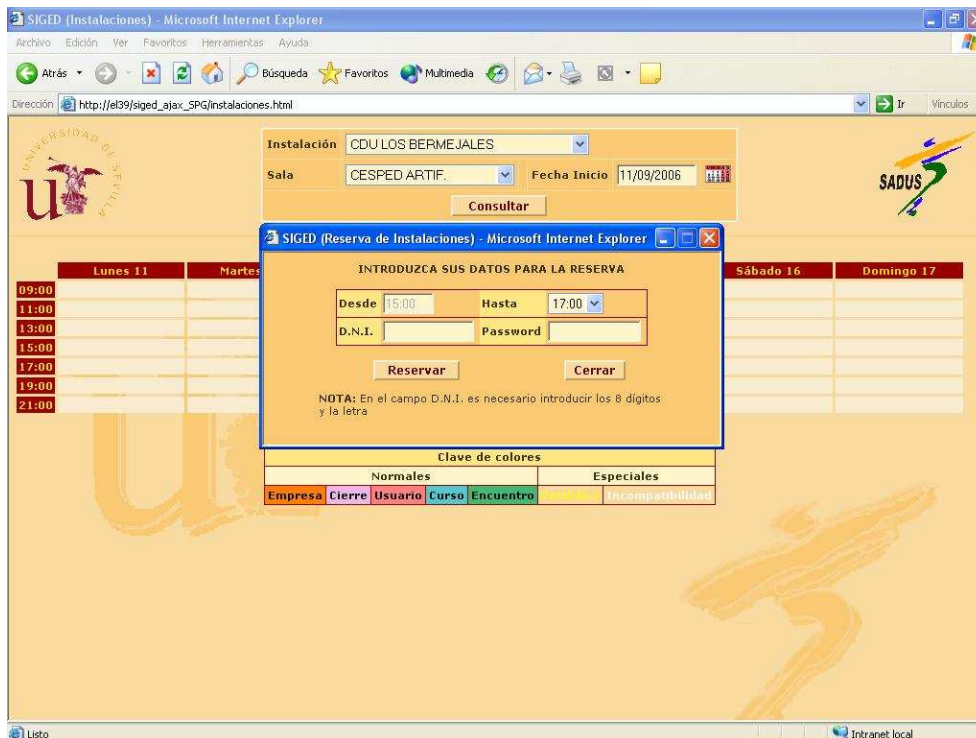 SIGED (Instalaciones) - Microsoft Internet Explorer
Archivo Edición Ver Favoritos Herramientas Ayuda
Atrás Búsqueda Favoritos Multimedia
Dirección http://el39/siged_ajax_SPG/instalaciones.html Ir Vínculos
UNIVERSIDAD DE SEVILLA
Instalación CDU LOS BERMEJALES
Sala CESPED ARTIF. Fecha Inicio 11/09/2006
Consultar
SADUS
SIGED (Reserva de Instalaciones) - Microsoft Internet Explorer
INTRODUZCA SUS DATOS PARA LA RESERVA
Desde 15:00 Hasta 17:00
D.N.I. Password
Reservar Cerrar
NOTA: En el campo D.N.I. es necesario introducir los 8 dígitos
y la letra
Lunes 11 Martes Sábado 16 Domingo 17
09:00
11:00
13:00
15:00
17:00
19:00
21:00
Clave de colores
Normales Especiales
Empresa Cierre Usuario Curso Encuentro Incompatibilidad
Listo Intranet local